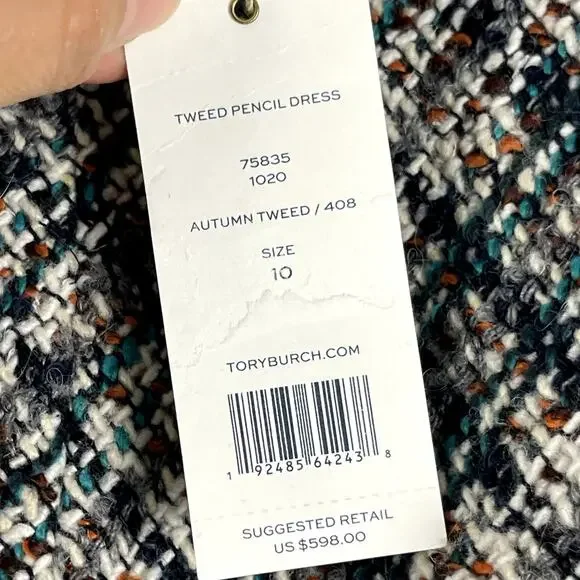 TWEED PENCIL DRESS
75835
1020
AUTUMN TWEED / 408
SIZE
10
TORYBURCH.COM
1 92485 64243 8
SUGGESTED RETAIL
US $598.00